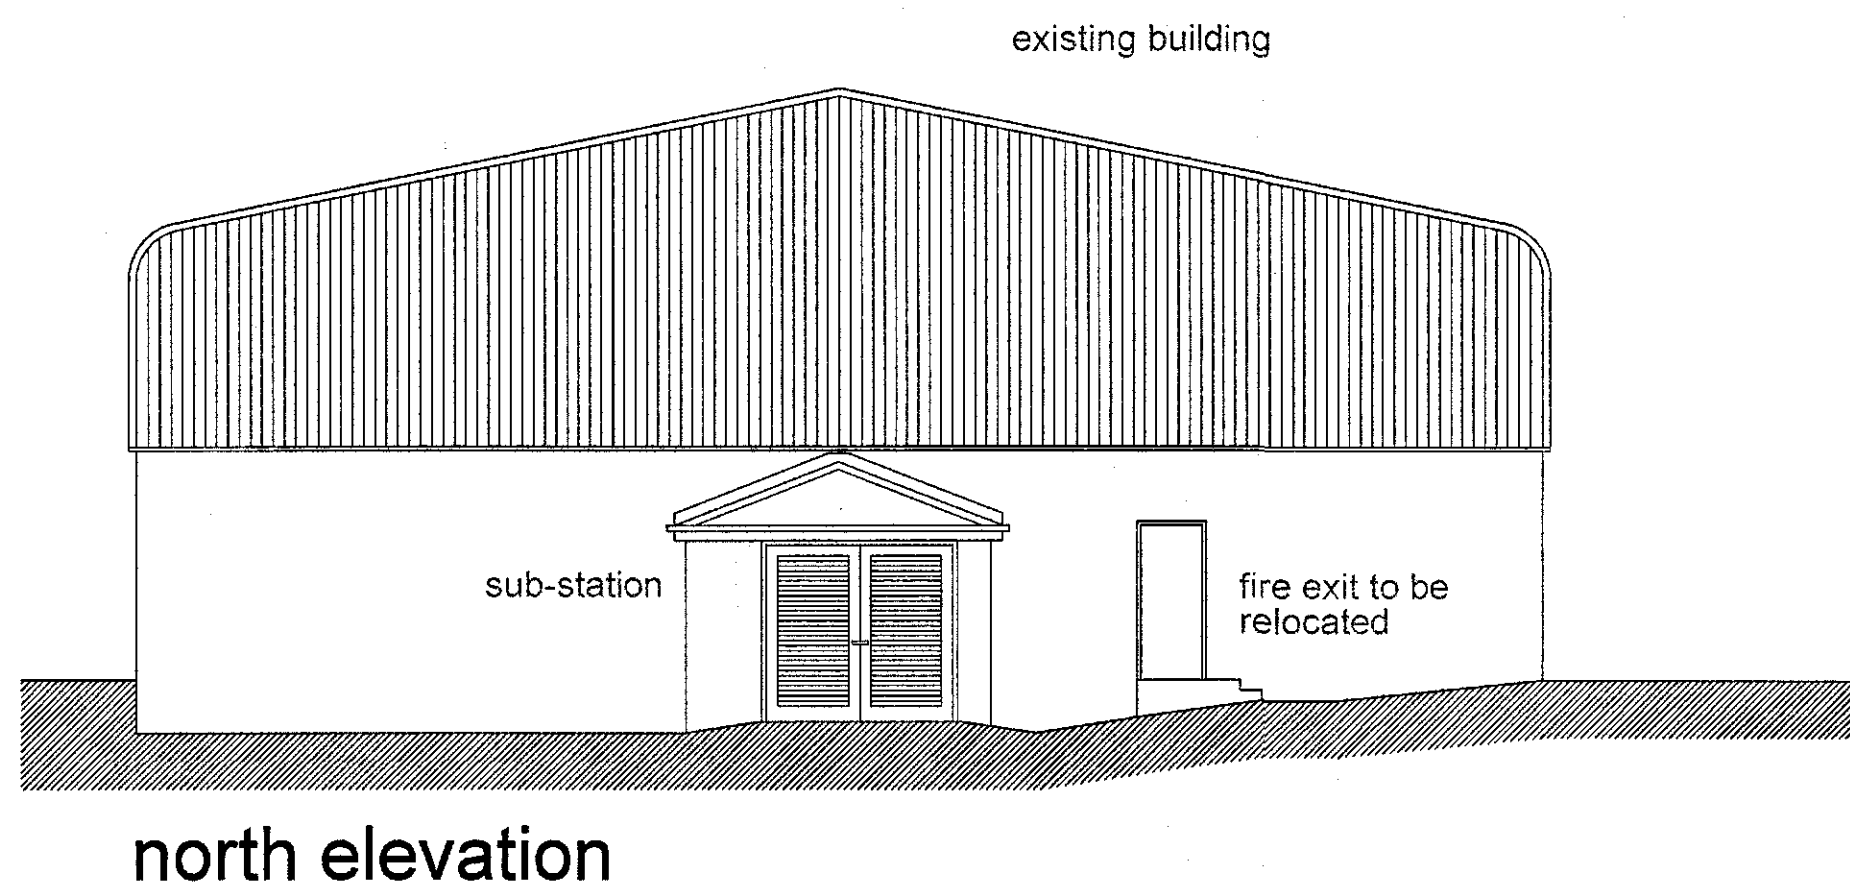 existing building
sub-station
fire exit to be
relocated
north elevation